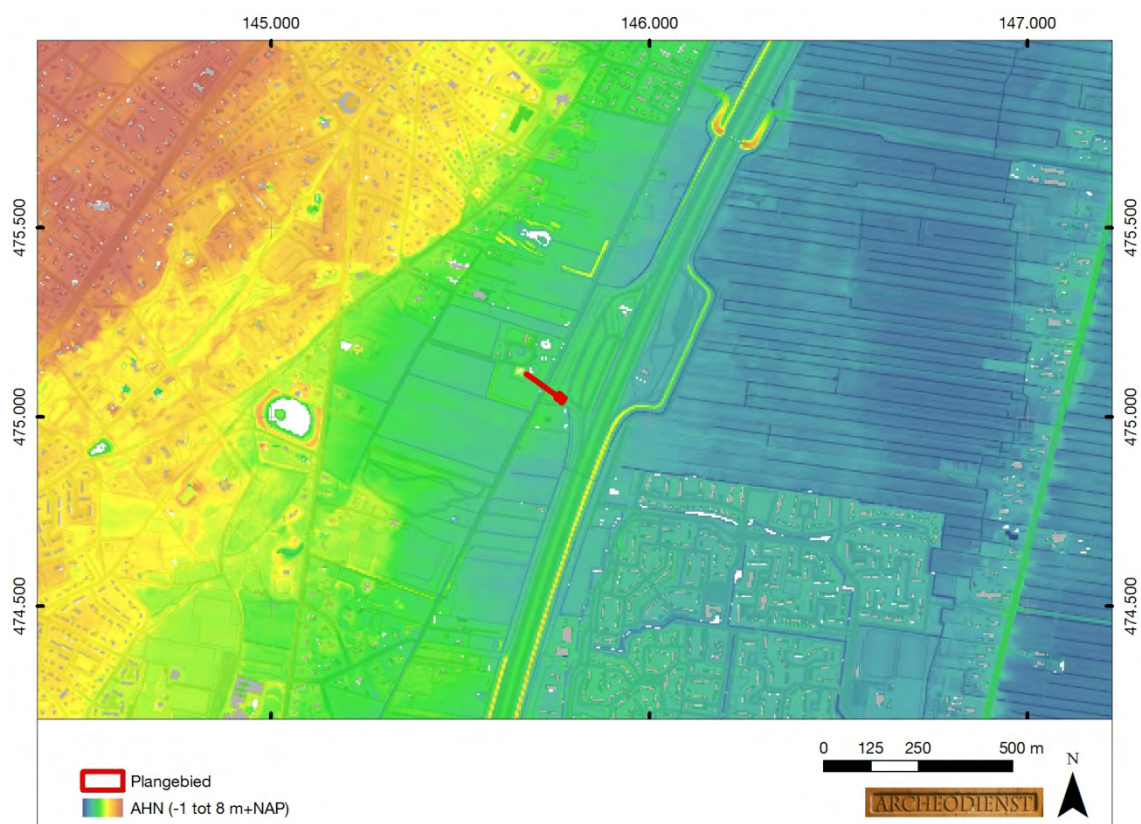 145.000 146.000 147.000
475.500 475.500
475.000 475.000
474.500 474.500
0 125 250 500 m
N
Plangebied
AHN (-1 tot 8 m+NAP)
ARCHEODIENST